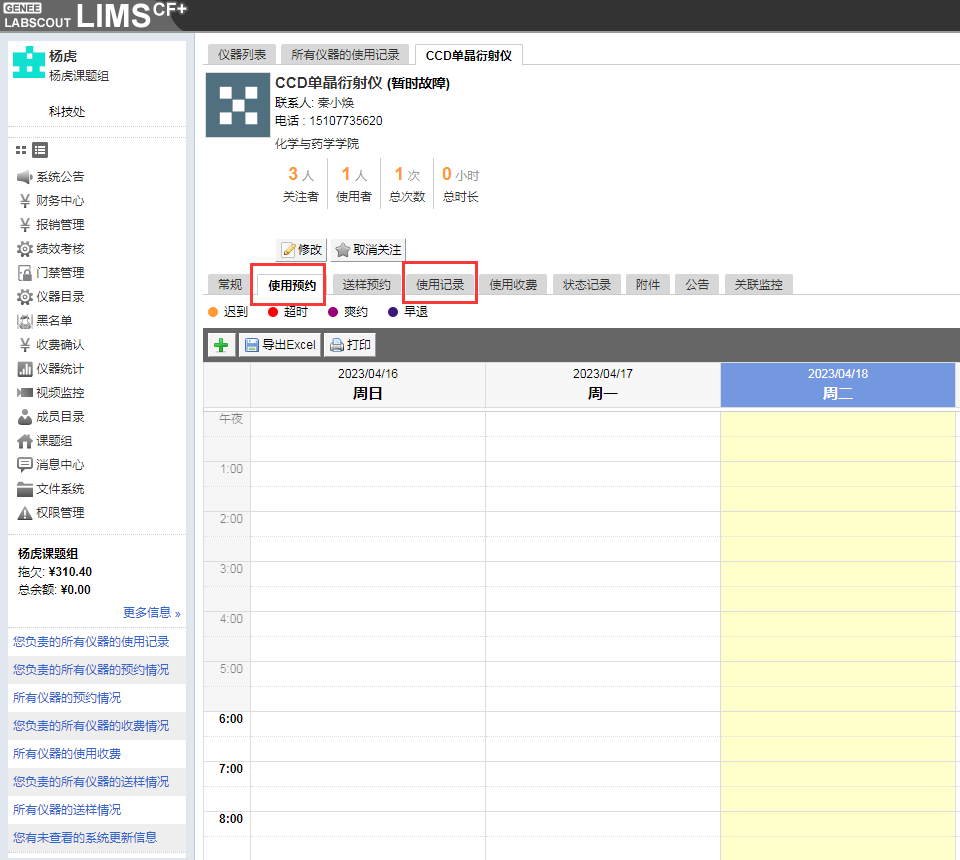 GENEE
LABSCOUT LIMS CF+
杨虎
杨虎课题组
科技处
系统公告
财务中心
报销管理
绩效考核
门禁管理
仪器目录
黑名单
收费确认
仪器统计
视频监控
成员目录
课题组
消息中心
文件系统
权限管理
杨虎课题组
拖欠: ¥310.40
总余额: ¥0.00
更多信息 »
您负责的所有仪器的使用记录
您负责的所有仪器的预约情况
所有仪器的预约情况
您负责的所有仪器的收费情况
所有仪器的使用收费
您负责的所有仪器的送样情况
所有仪器的送样情况
您有未查看的系统更新信息
仪器列表 所有仪器的使用记录 CCD单晶衍射仪
CCD单晶衍射仪 (暂时故障)
联系人: 秦小焕
电话 : 15107735620
化学与药学学院
3 人 1 人 1 次 0 小时
关注者 使用者 总次数 总时长
修改 取消关注
常规 使用预约 送样预约 使用记录 使用收费 状态记录 附件 公告 关联监控
迟到 超时 爽约 早退
导出Excel 打印
2023/04/16 2023/04/17 2023/04/18
周日 周一 周二
午夜
1:00
2:00
3:00
4:00
5:00
6:00
7:00
8:00